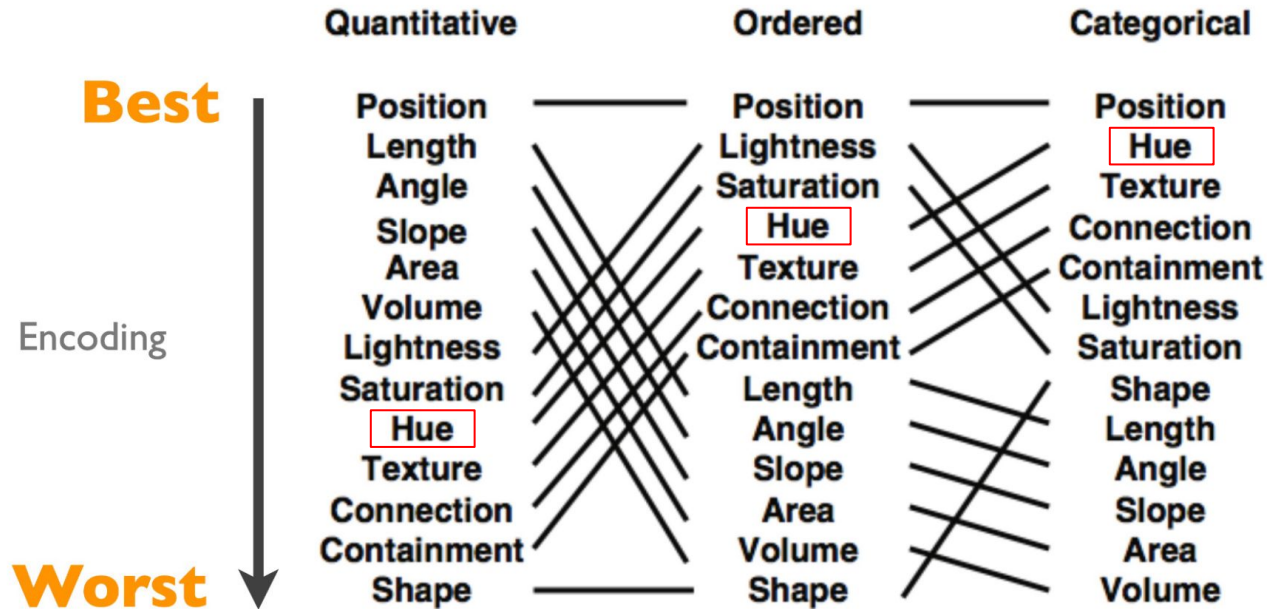 Quantitative Ordered Categorical
Best
Position Position Position
Length Lightness Hue
Angle Saturation Texture
Slope Hue Connection
Area Texture Containment
Volume Connection Lightness
Encoding
Lightness Containment Saturation
Saturation Length Shape
Hue Angle Length
Texture Slope Angle
Connection Area Slope
Containment Volume Area
Worst
Shape Shape Volume